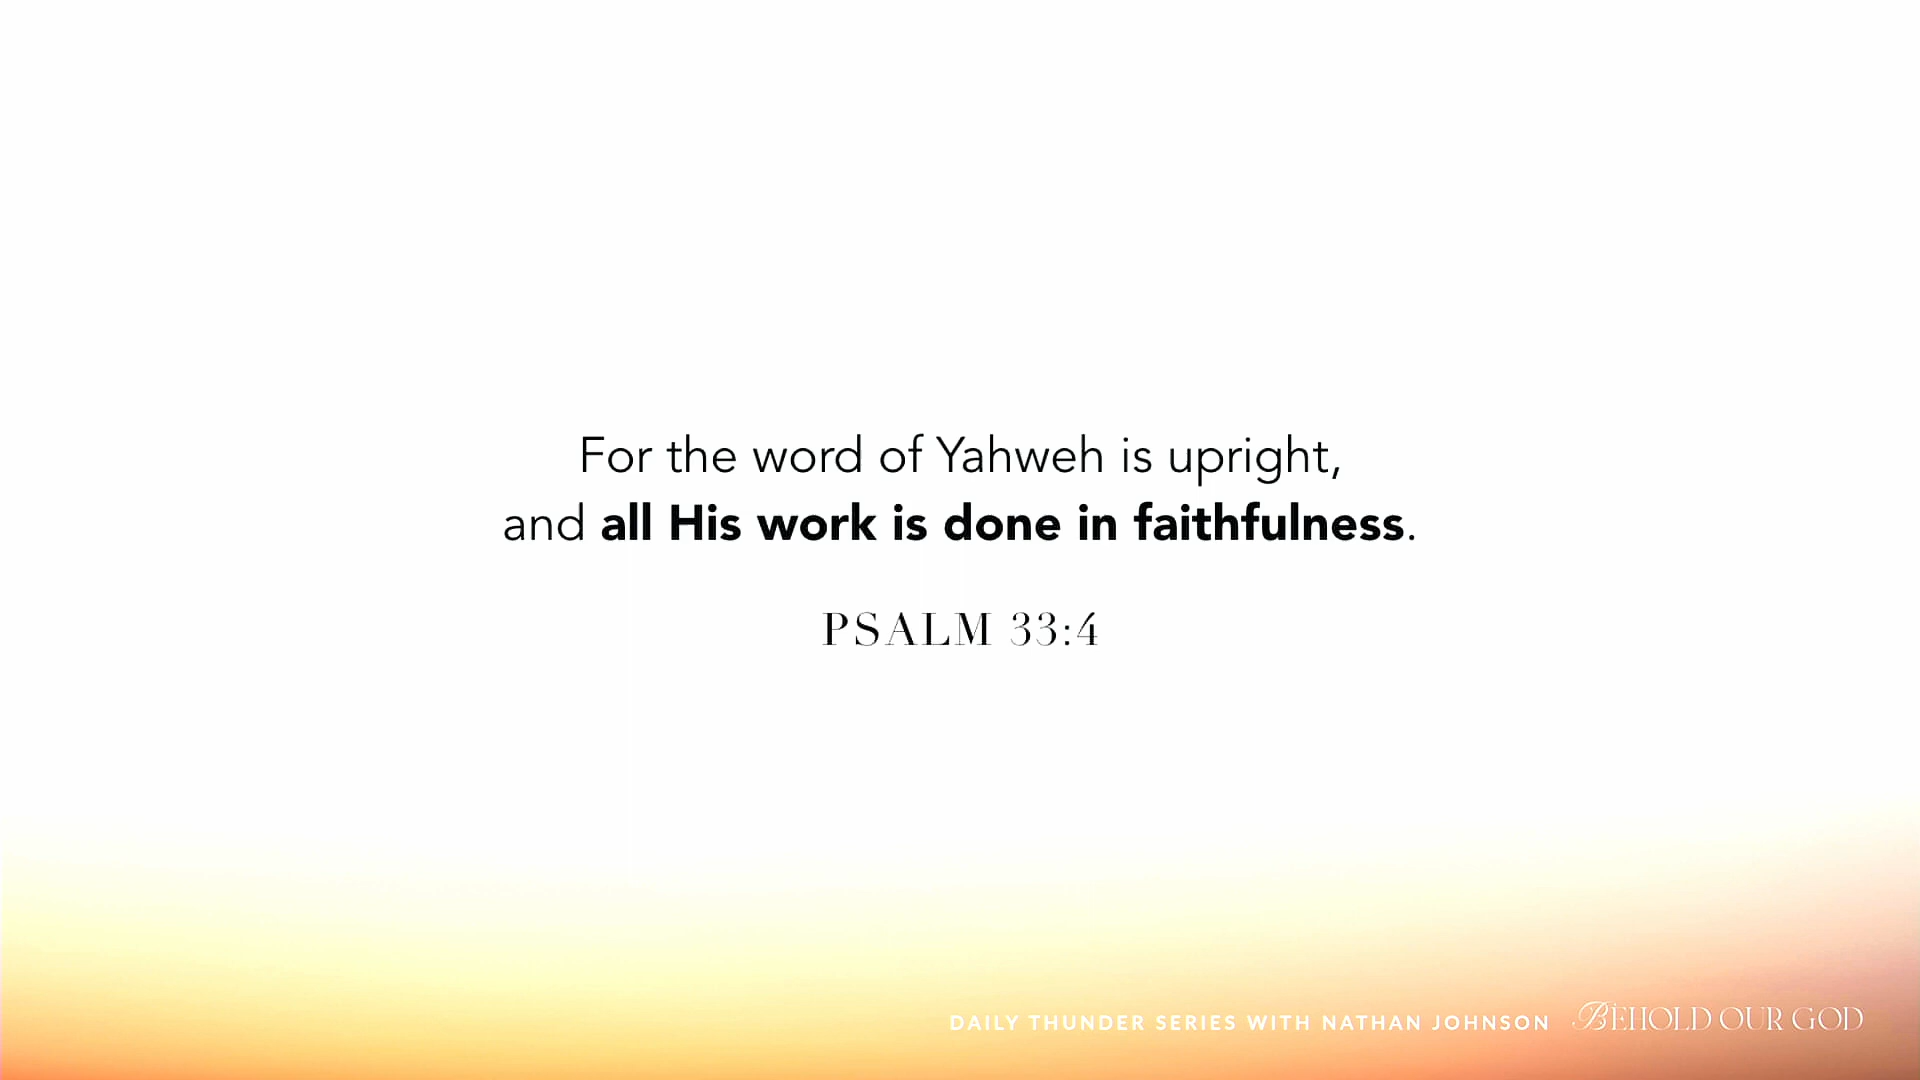 For the word of Yahweh is upright,
and all His work is done in faithfulness.
PSALM 33:4
DAILY THUNDER SERIES WITH NATHAN JOHNSON
BEHOLD OUR GOD